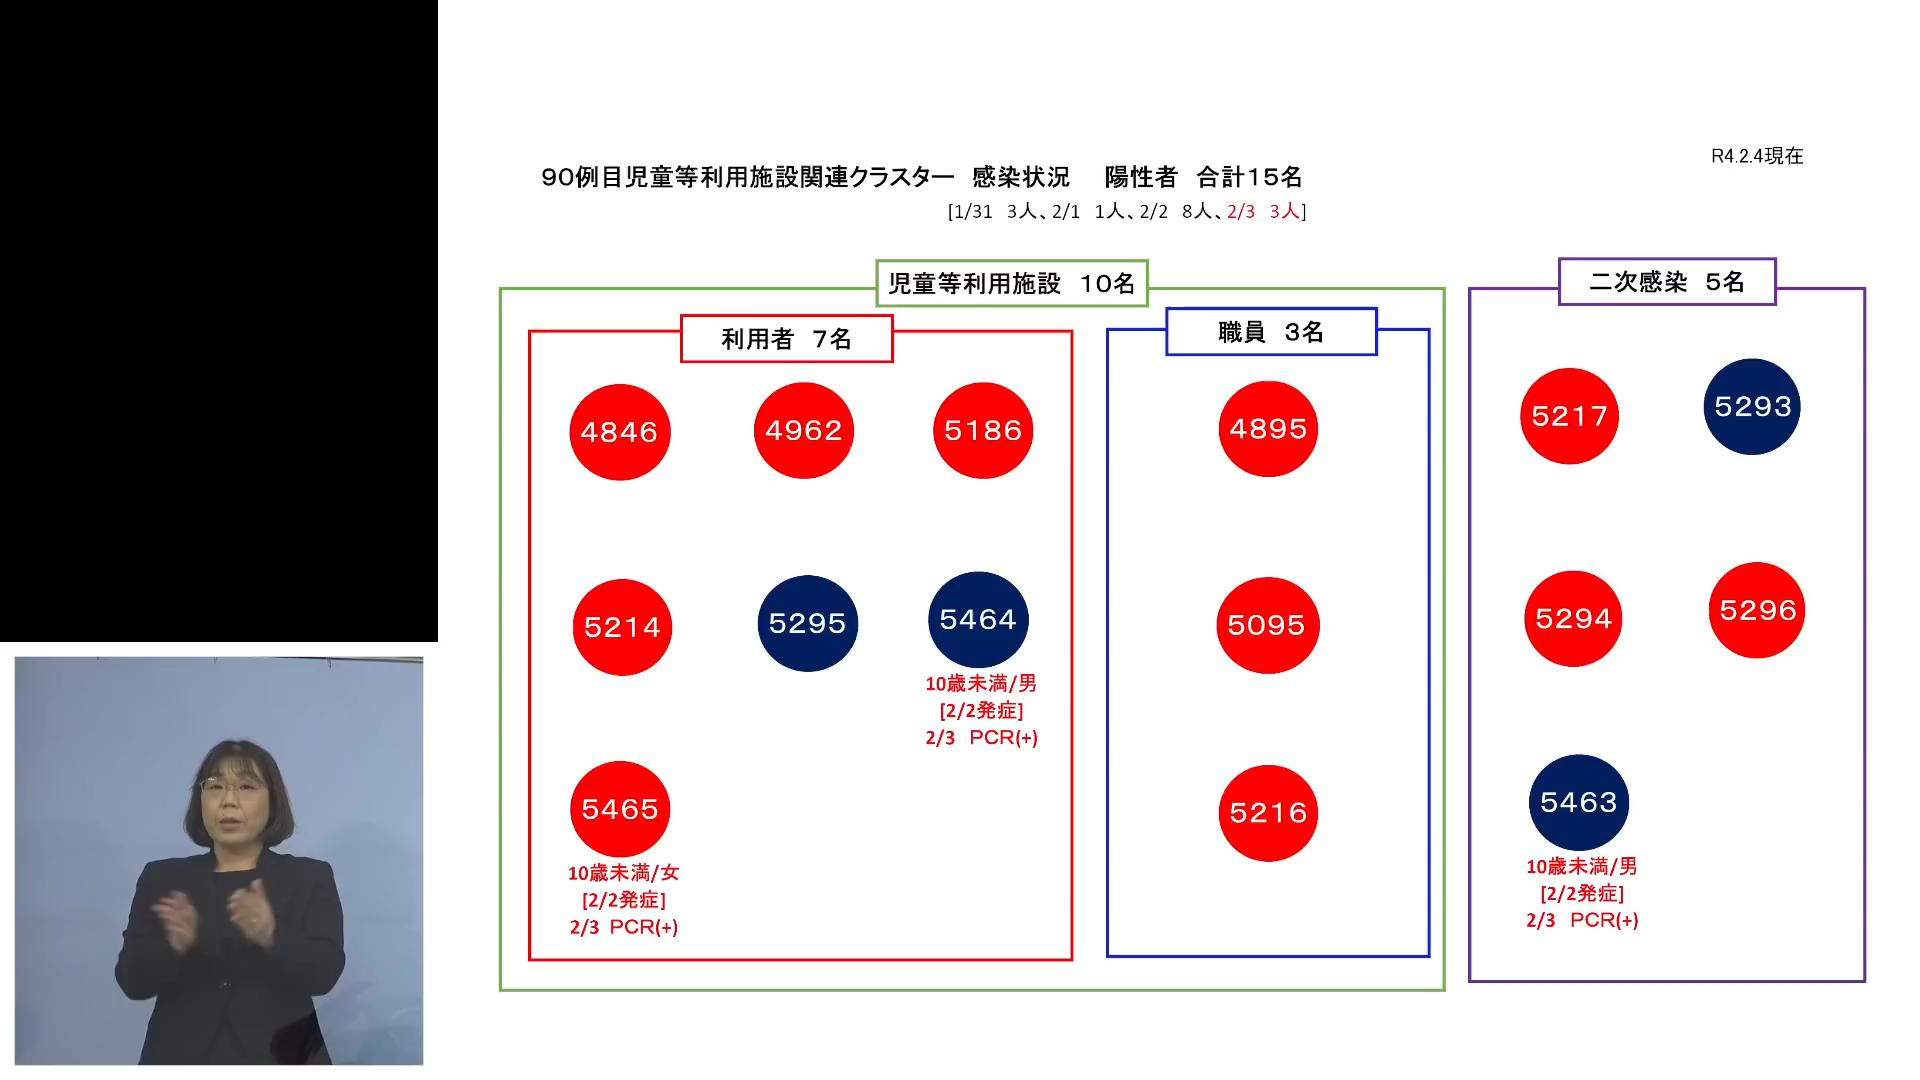 R4.2.4現在
９０例目児童等利用施設関連クラスター　感染状況　陽性者　合計１５名
[1/31　3人、2/1　1人、2/2　8人、2/3　3人]
児童等利用施設　１０名
利用者　７名
4846
4962
5186
5214
5295
5464
10歳未満/男
[2/2発症]
2/3　PCR(+)
5465
10歳未満/女
[2/2発症]
2/3　PCR(+)
職員　３名
4895
5095
5216
二次感染　５名
5217
5293
5294
5296
5463
10歳未満/男
[2/2発症]
2/3　PCR(+)